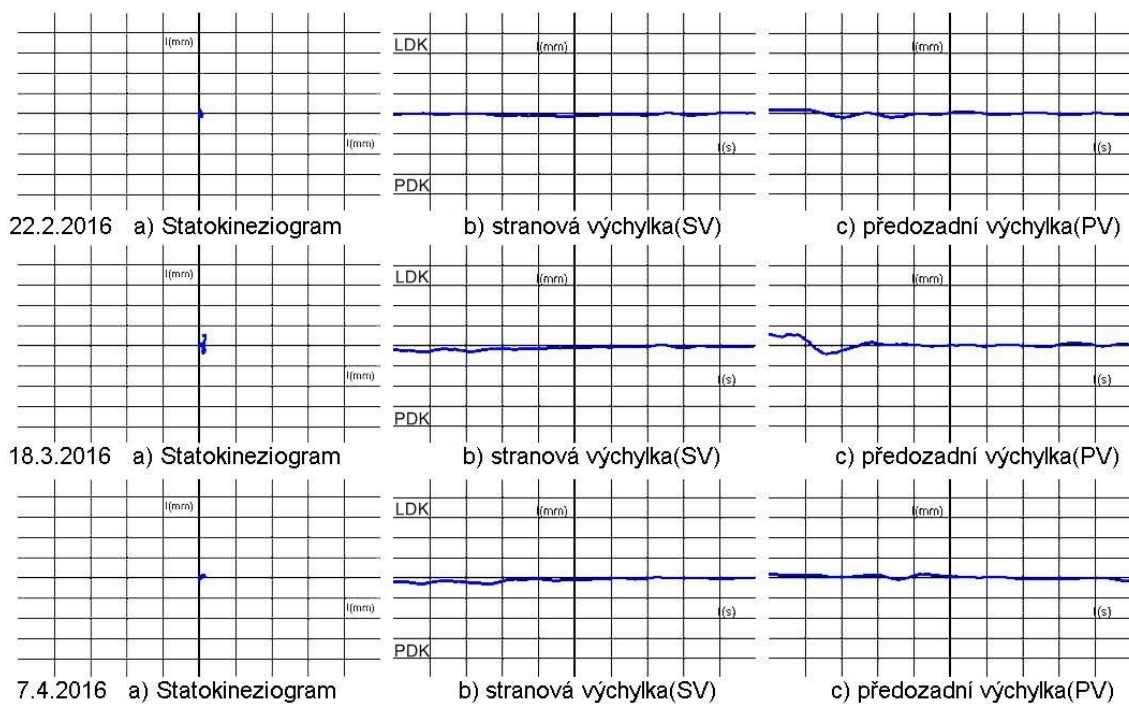 l(mm)
l(mm)
LDK
l(mm)
l(s)
PDK
l(mm)
l(s)
22.2.2016 a) Statokineziogram b) stranová výchylka(SV) c) předozadní výchylka(PV)
l(mm)
l(mm)
LDK
l(mm)
l(s)
PDK
l(mm)
l(s)
18.3.2016 a) Statokineziogram b) stranová výchylka(SV) c) předozadní výchylka(PV)
l(mm)
l(mm)
LDK
l(mm)
l(s)
PDK
l(mm)
l(s)
7.4.2016 a) Statokineziogram b) stranová výchylka(SV) c) předozadní výchylka(PV)